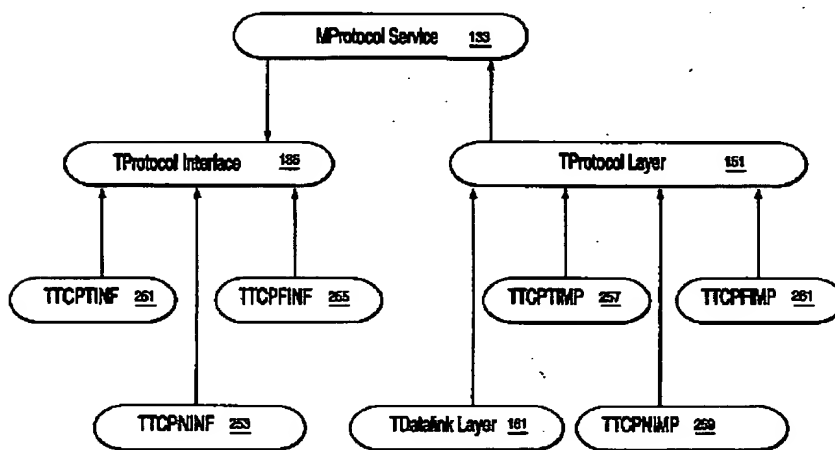 MProtocol Service 133
TProtocol Interface 135
TProtocol Layer 151
TTCPTINF 251
TTCPFINF 255
TTCPTIMP 257
TTCPFIMP 261
TTCPNINF 253
TDatalink Layer 161
TTCPNIMP 259